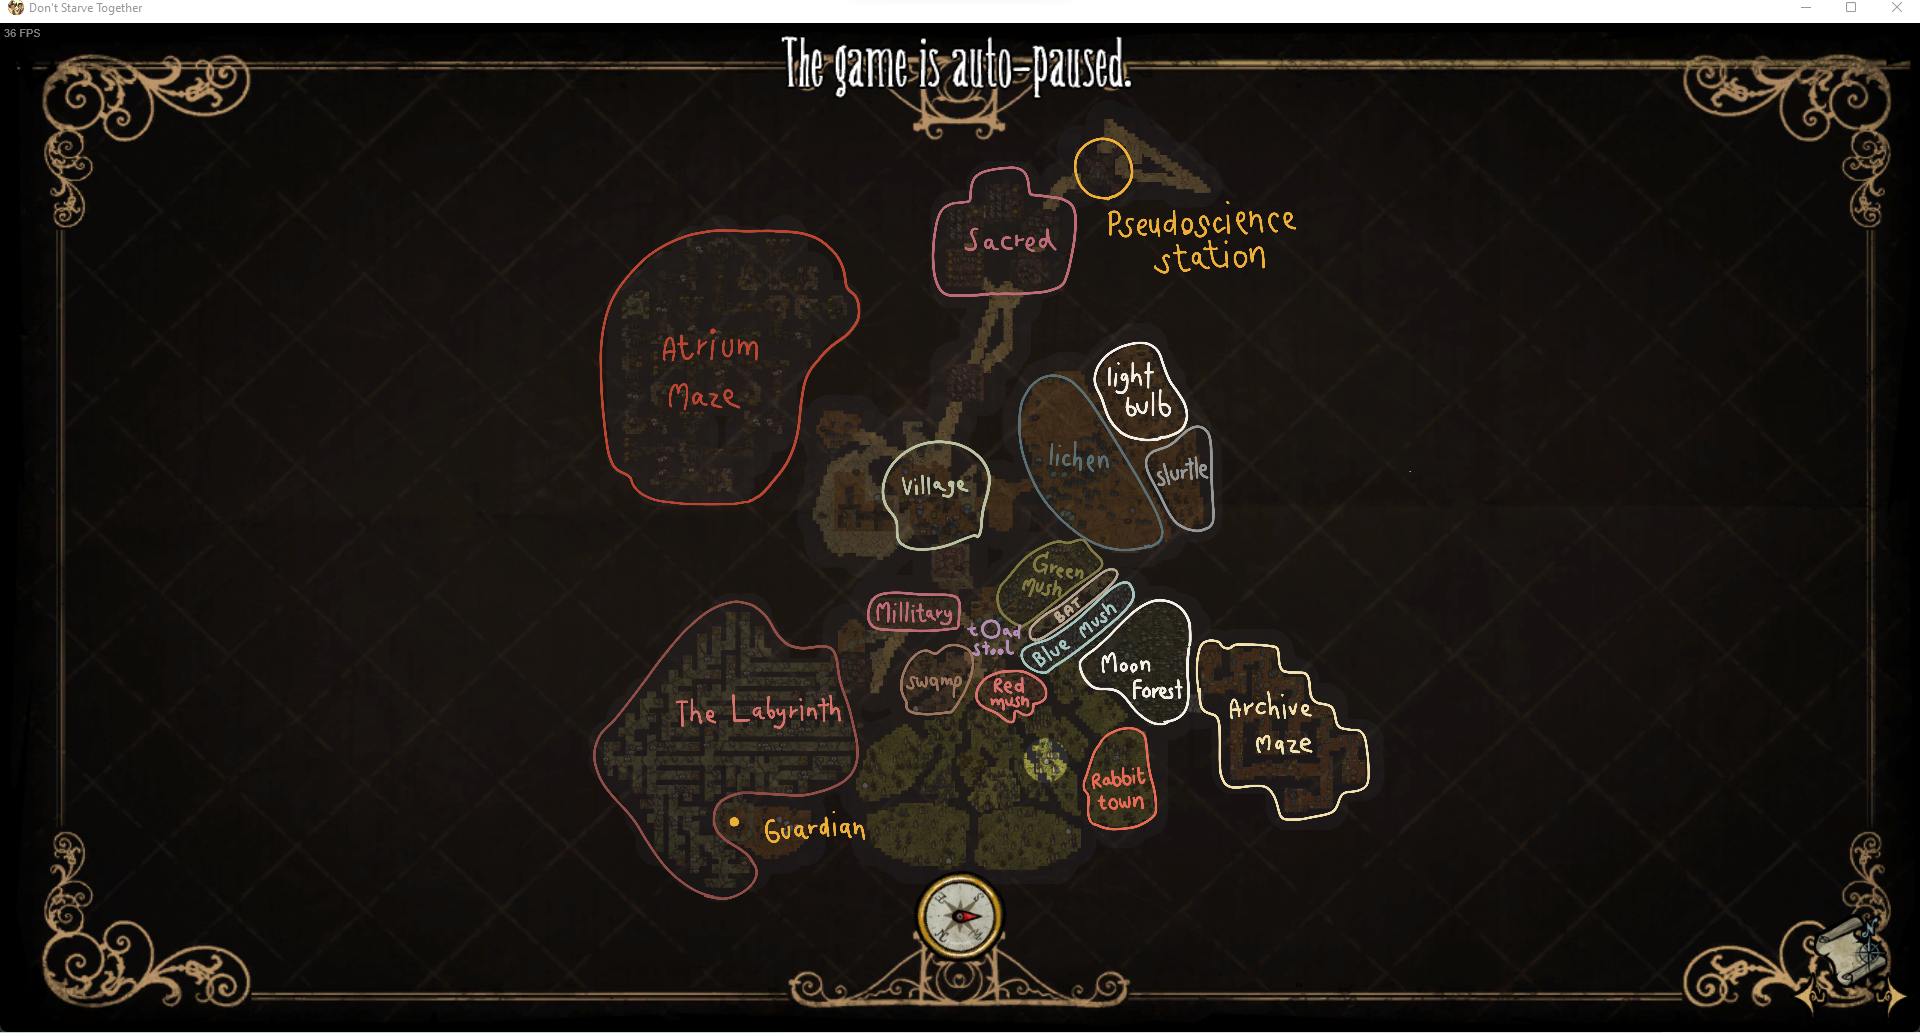 Don't Starve Together
36 FPS
The game is auto-paused.
Pseudoscience
station
Sacred
Atrium
Maze
light
bulb
lichen
slurtle
Village
Green
Mush
BAT
Blue Mush
Millitary
tOad
stool
Moon
Forest
swamp
Red
mush
The Labyrinth
Archive
Maze
Rabbit
town
Guardian